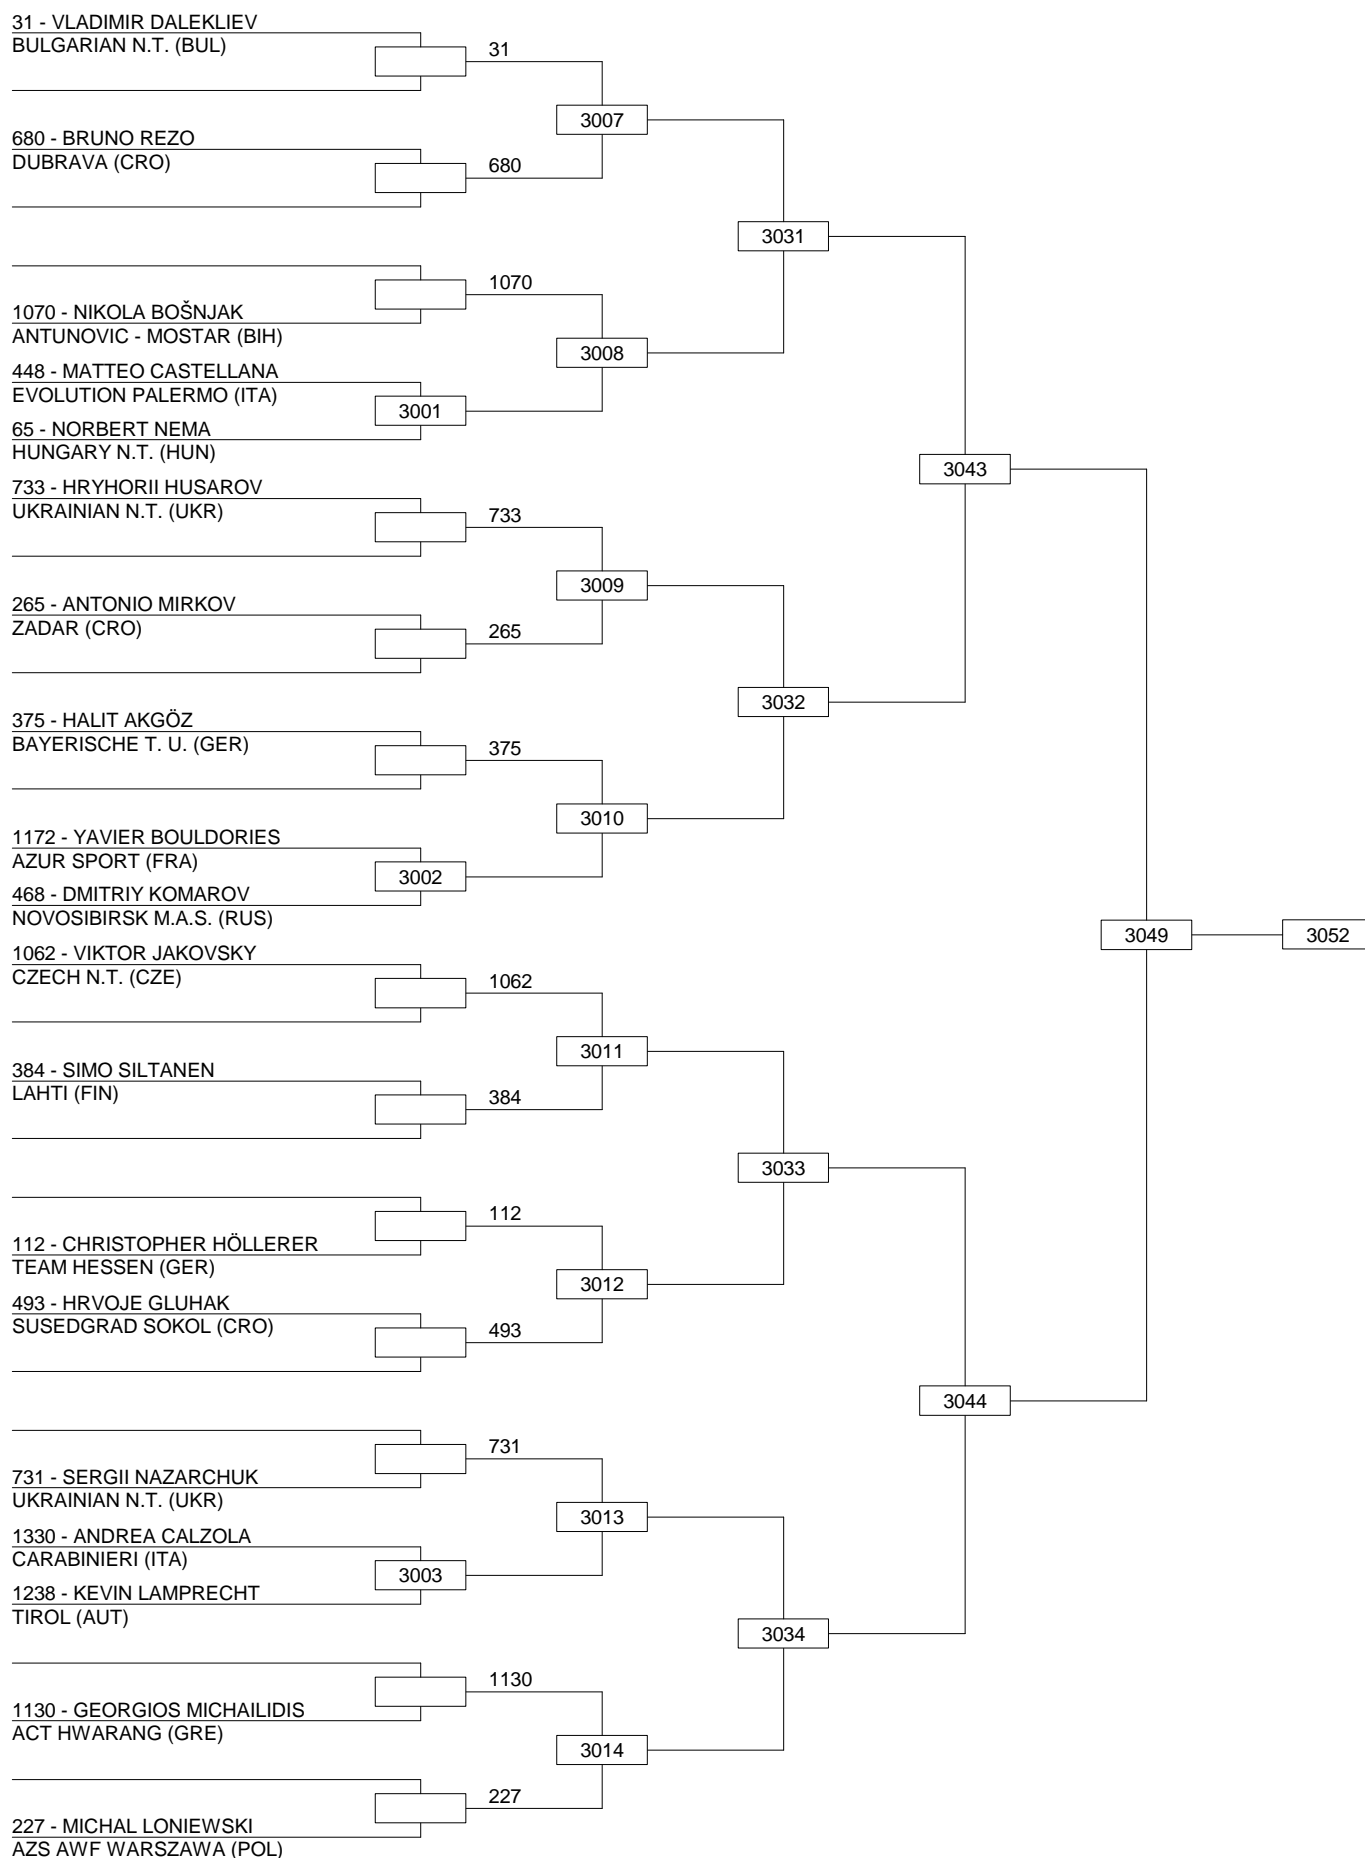 31 - VLADIMIR DALEKLIEV
BULGARIAN N.T. (BUL)
31
3007
680 - BRUNO REZO
DUBRAVA (CRO)
680
3031
1070
1070 - NIKOLA BOŠNJAK
ANTUNOVIC - MOSTAR (BIH)
3008
448 - MATTEO CASTELLANA
EVOLUTION PALERMO (ITA)
3001
65 - NORBERT NEMA
HUNGARY N.T. (HUN)
3043
733 - HRYHORII HUSAROV
UKRAINIAN N.T. (UKR)
733
3009
265 - ANTONIO MIRKOV
ZADAR (CRO)
265
3032
375 - HALIT AKGÖZ
BAYERISCHE T. U. (GER)
375
3010
1172 - YAVIER BOULDORIES
AZUR SPORT (FRA)
3002
468 - DMITRIY KOMAROV
NOVOSIBIRSK M.A.S. (RUS)
3049
3052
1062 - VIKTOR JAKOVSKY
CZECH N.T. (CZE)
1062
3011
384 - SIMO SILTANEN
LAHTI (FIN)
384
3033
112
112 - CHRISTOPHER HÖLLERER
TEAM HESSEN (GER)
3012
493 - HRVOJE GLUHAK
SUSEDGRAD SOKOL (CRO)
493
3044
731
731 - SERGII NAZARCHUK
UKRAINIAN N.T. (UKR)
3013
1330 - ANDREA CALZOLA
CARABINIERI (ITA)
3003
1238 - KEVIN LAMPRECHT
TIROL (AUT)
3034
1130
1130 - GEORGIOS MICHAILIDIS
ACT HWARANG (GRE)
3014
227
227 - MICHAL LONIEWSKI
AZS AWF WARSZAWA (POL)